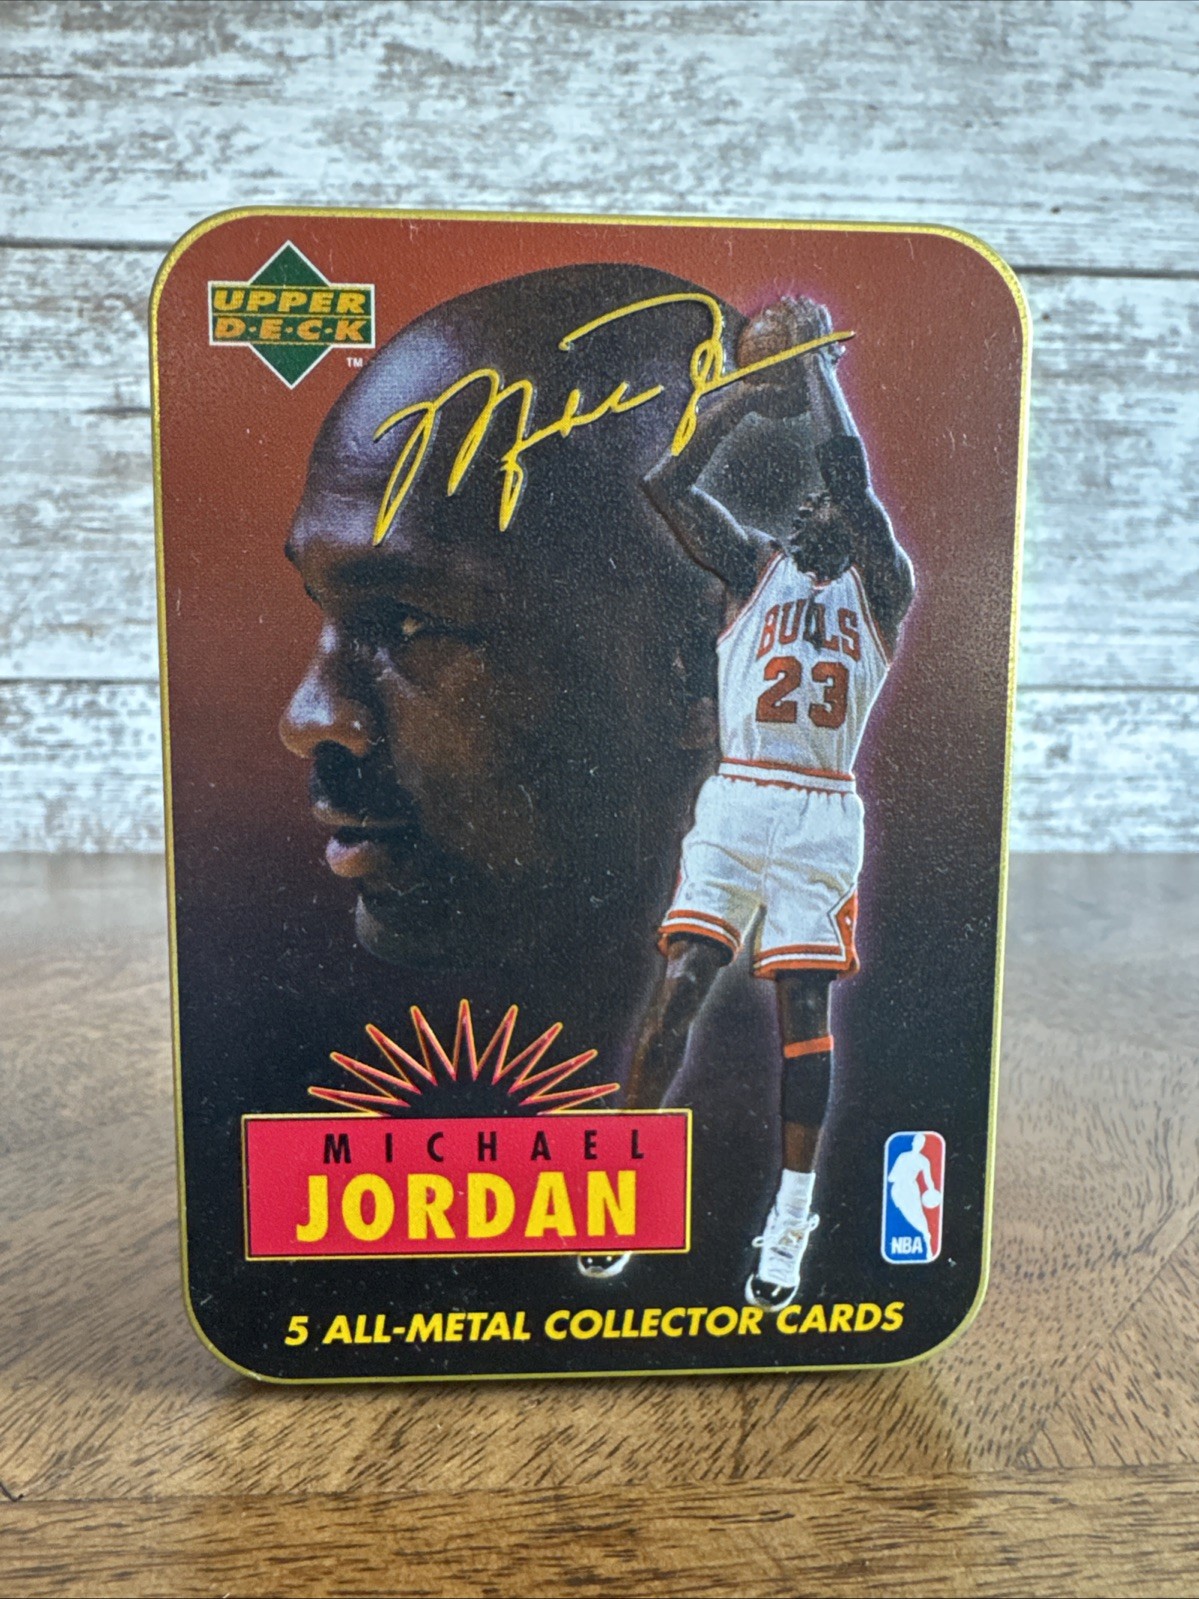 UPPER
D·E·C·K
TM
BULLS
23
MICHAEL
JORDAN
NBA
5 ALL-METAL COLLECTOR CARDS